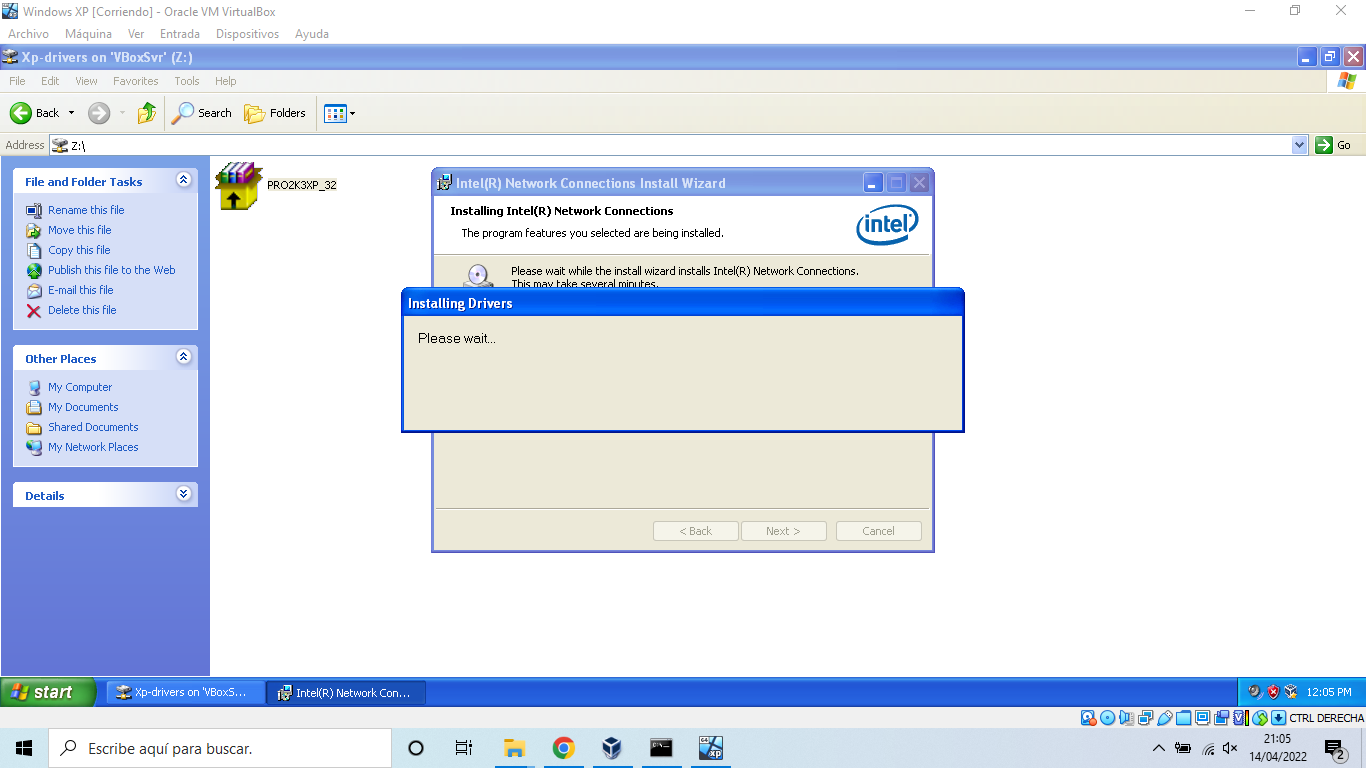 Windows XP [Corriendo] - Oracle VM VirtualBox
Archivo Máquina Ver Entrada Dispositivos Ayuda
Xp-drivers on 'VBoxSvr' (Z:)
File Edit View Favorites Tools Help
Back Search Folders
Address Z:\ Go
File and Folder Tasks
Rename this file
Move this file
Copy this file
Publish this file to the Web
E-mail this file
Delete this file
Other Places
My Computer
My Documents
Shared Documents
My Network Places
Details
PRO2K3XP_32
Intel(R) Network Connections Install Wizard
Installing Intel(R) Network Connections
The program features you selected are being installed.
intel
Please wait while the install wizard installs Intel(R) Network Connections.
This may take several minutes.
Installing Drivers
Please wait...
< Back Next > Cancel
start Xp-drivers on 'VBoxS... Intel(R) Network Con... 12:05 PM
CTRL DERECHA
Escribe aquí para buscar.
64
xp
21:05
14/04/2022
2